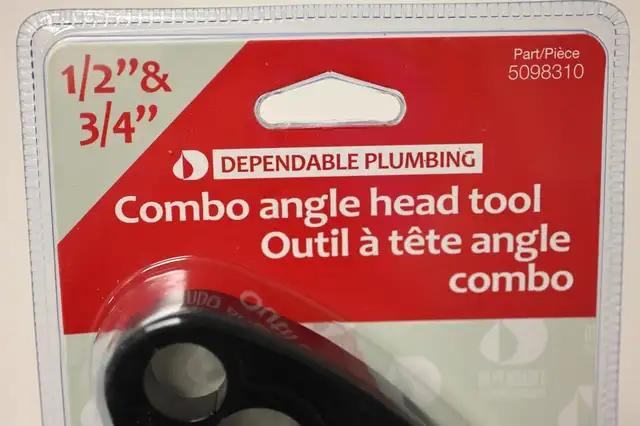 1/2”&
3/4”
Part/Pièce
5098310
DEPENDABLE PLUMBING
Combo angle head tool
Outil à tête angle
combo